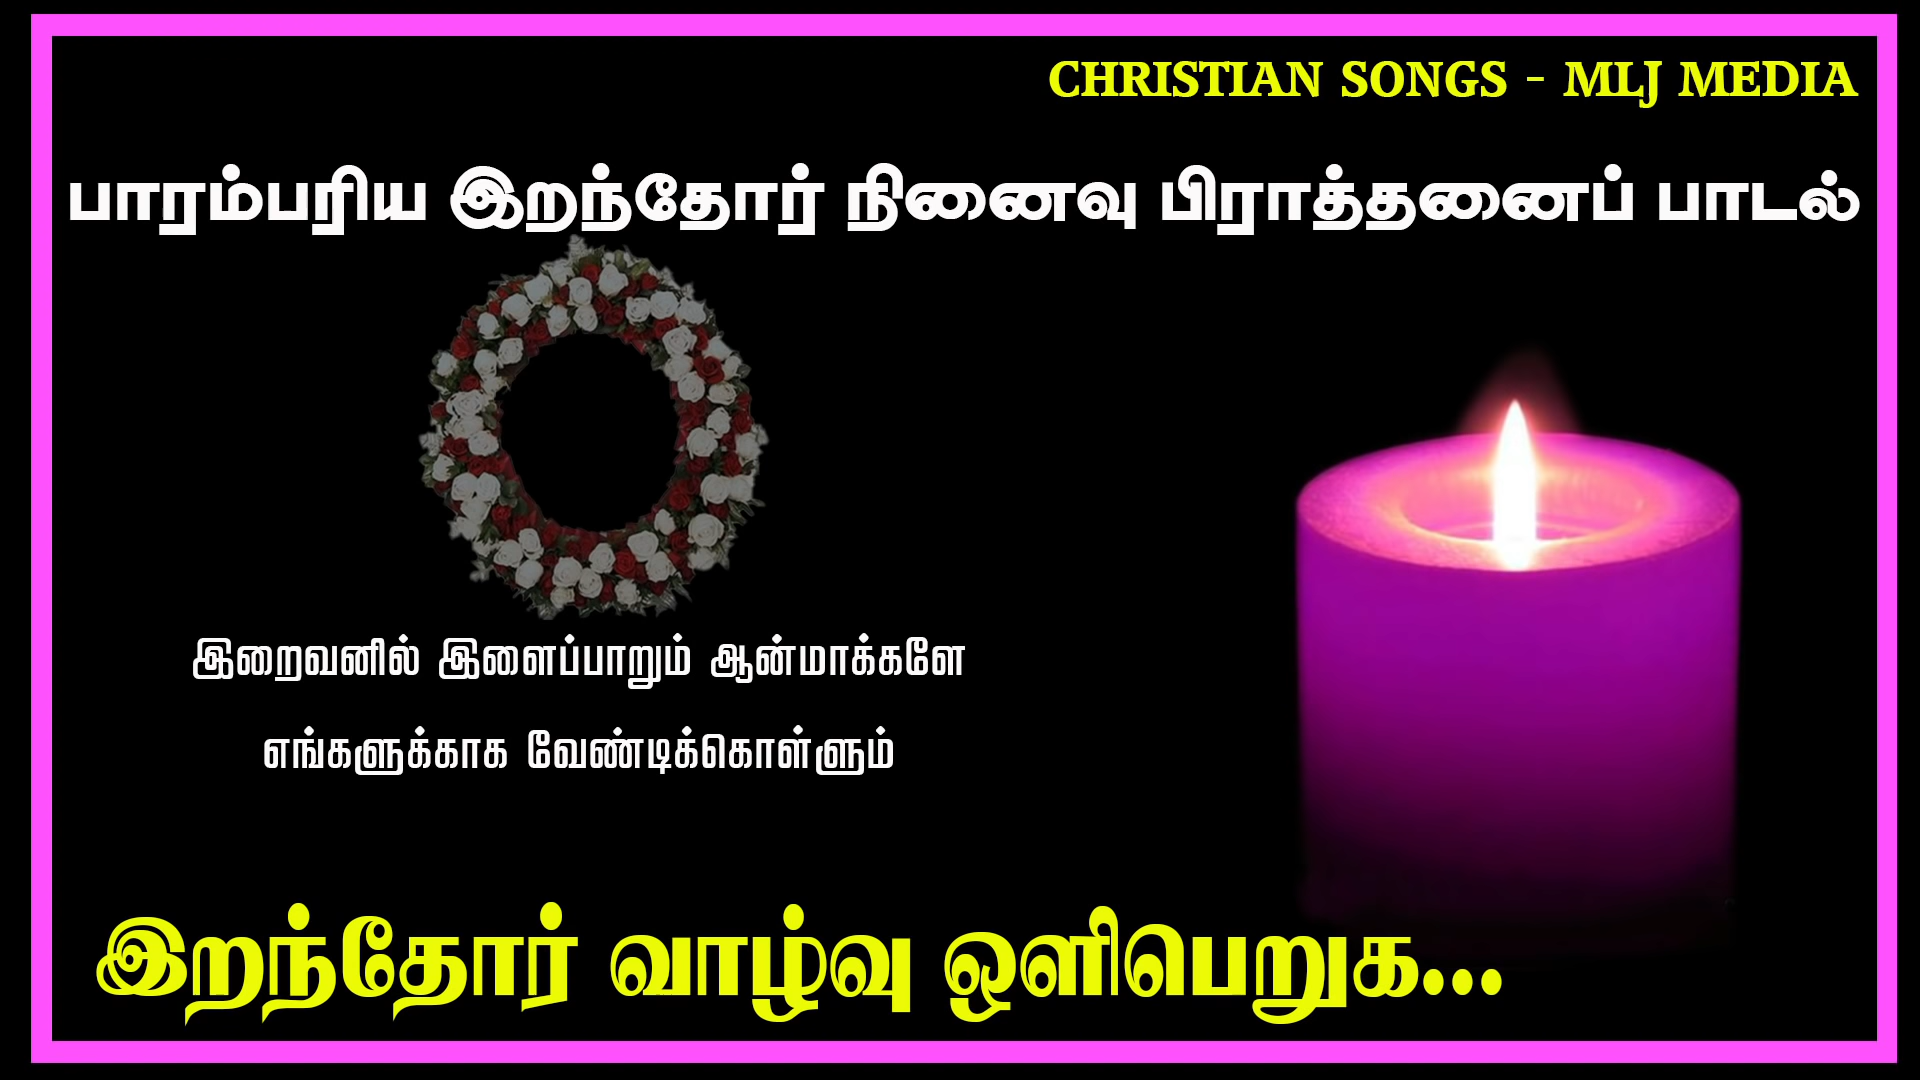 CHRISTIAN SONGS - MLJ MEDIA
பாரம்பரிய இறந்தோர் நினைவு பிராத்தனைப் பாடல்
இறைவனில் இளைப்பாறும் ஆன்மாக்களே
எங்களுக்காக வேண்டிக்கொள்ளும்
இறந்தோர் வாழ்வு ஒளிபெறுக...